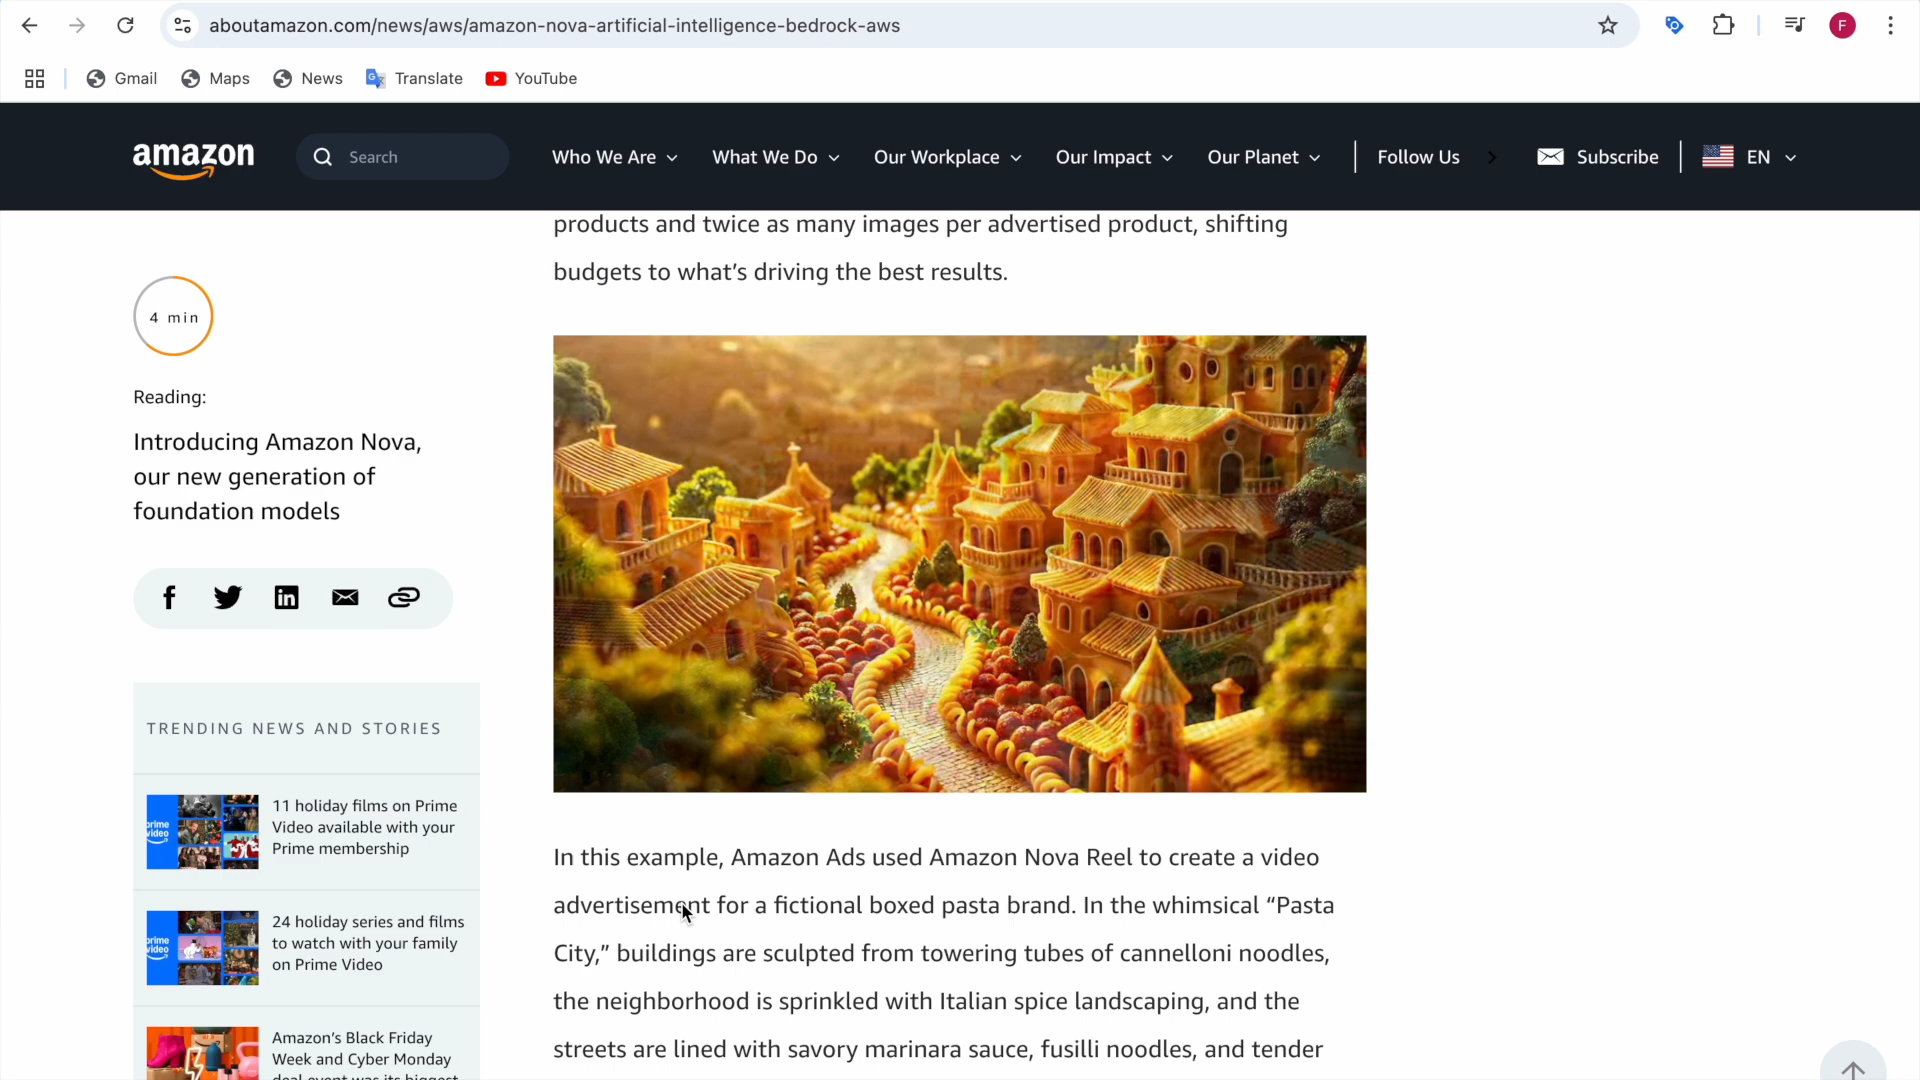 aboutamazon.com/news/aws/amazon-nova-artificial-intelligence-bedrock-aws
F
Gmail
Maps
News
Translate
YouTube
amazon
Search
Who We Are
What We Do
Our Workplace
Our Impact
Our Planet
Follow Us
Subscribe
EN
products and twice as many images per advertised product, shifting
budgets to what’s driving the best results.
4 min
Reading:
Introducing Amazon Nova,
our new generation of
foundation models
TRENDING NEWS AND STORIES
prime
video
11 holiday films on Prime
Video available with your
Prime membership
prime
video
24 holiday series and films
to watch with your family
on Prime Video
Amazon’s Black Friday
Week and Cyber Monday
deal event was its biggest
In this example, Amazon Ads used Amazon Nova Reel to create a video
advertisement for a fictional boxed pasta brand. In the whimsical “Pasta
City,” buildings are sculpted from towering tubes of cannelloni noodles,
the neighborhood is sprinkled with Italian spice landscaping, and the
streets are lined with savory marinara sauce, fusilli noodles, and tender